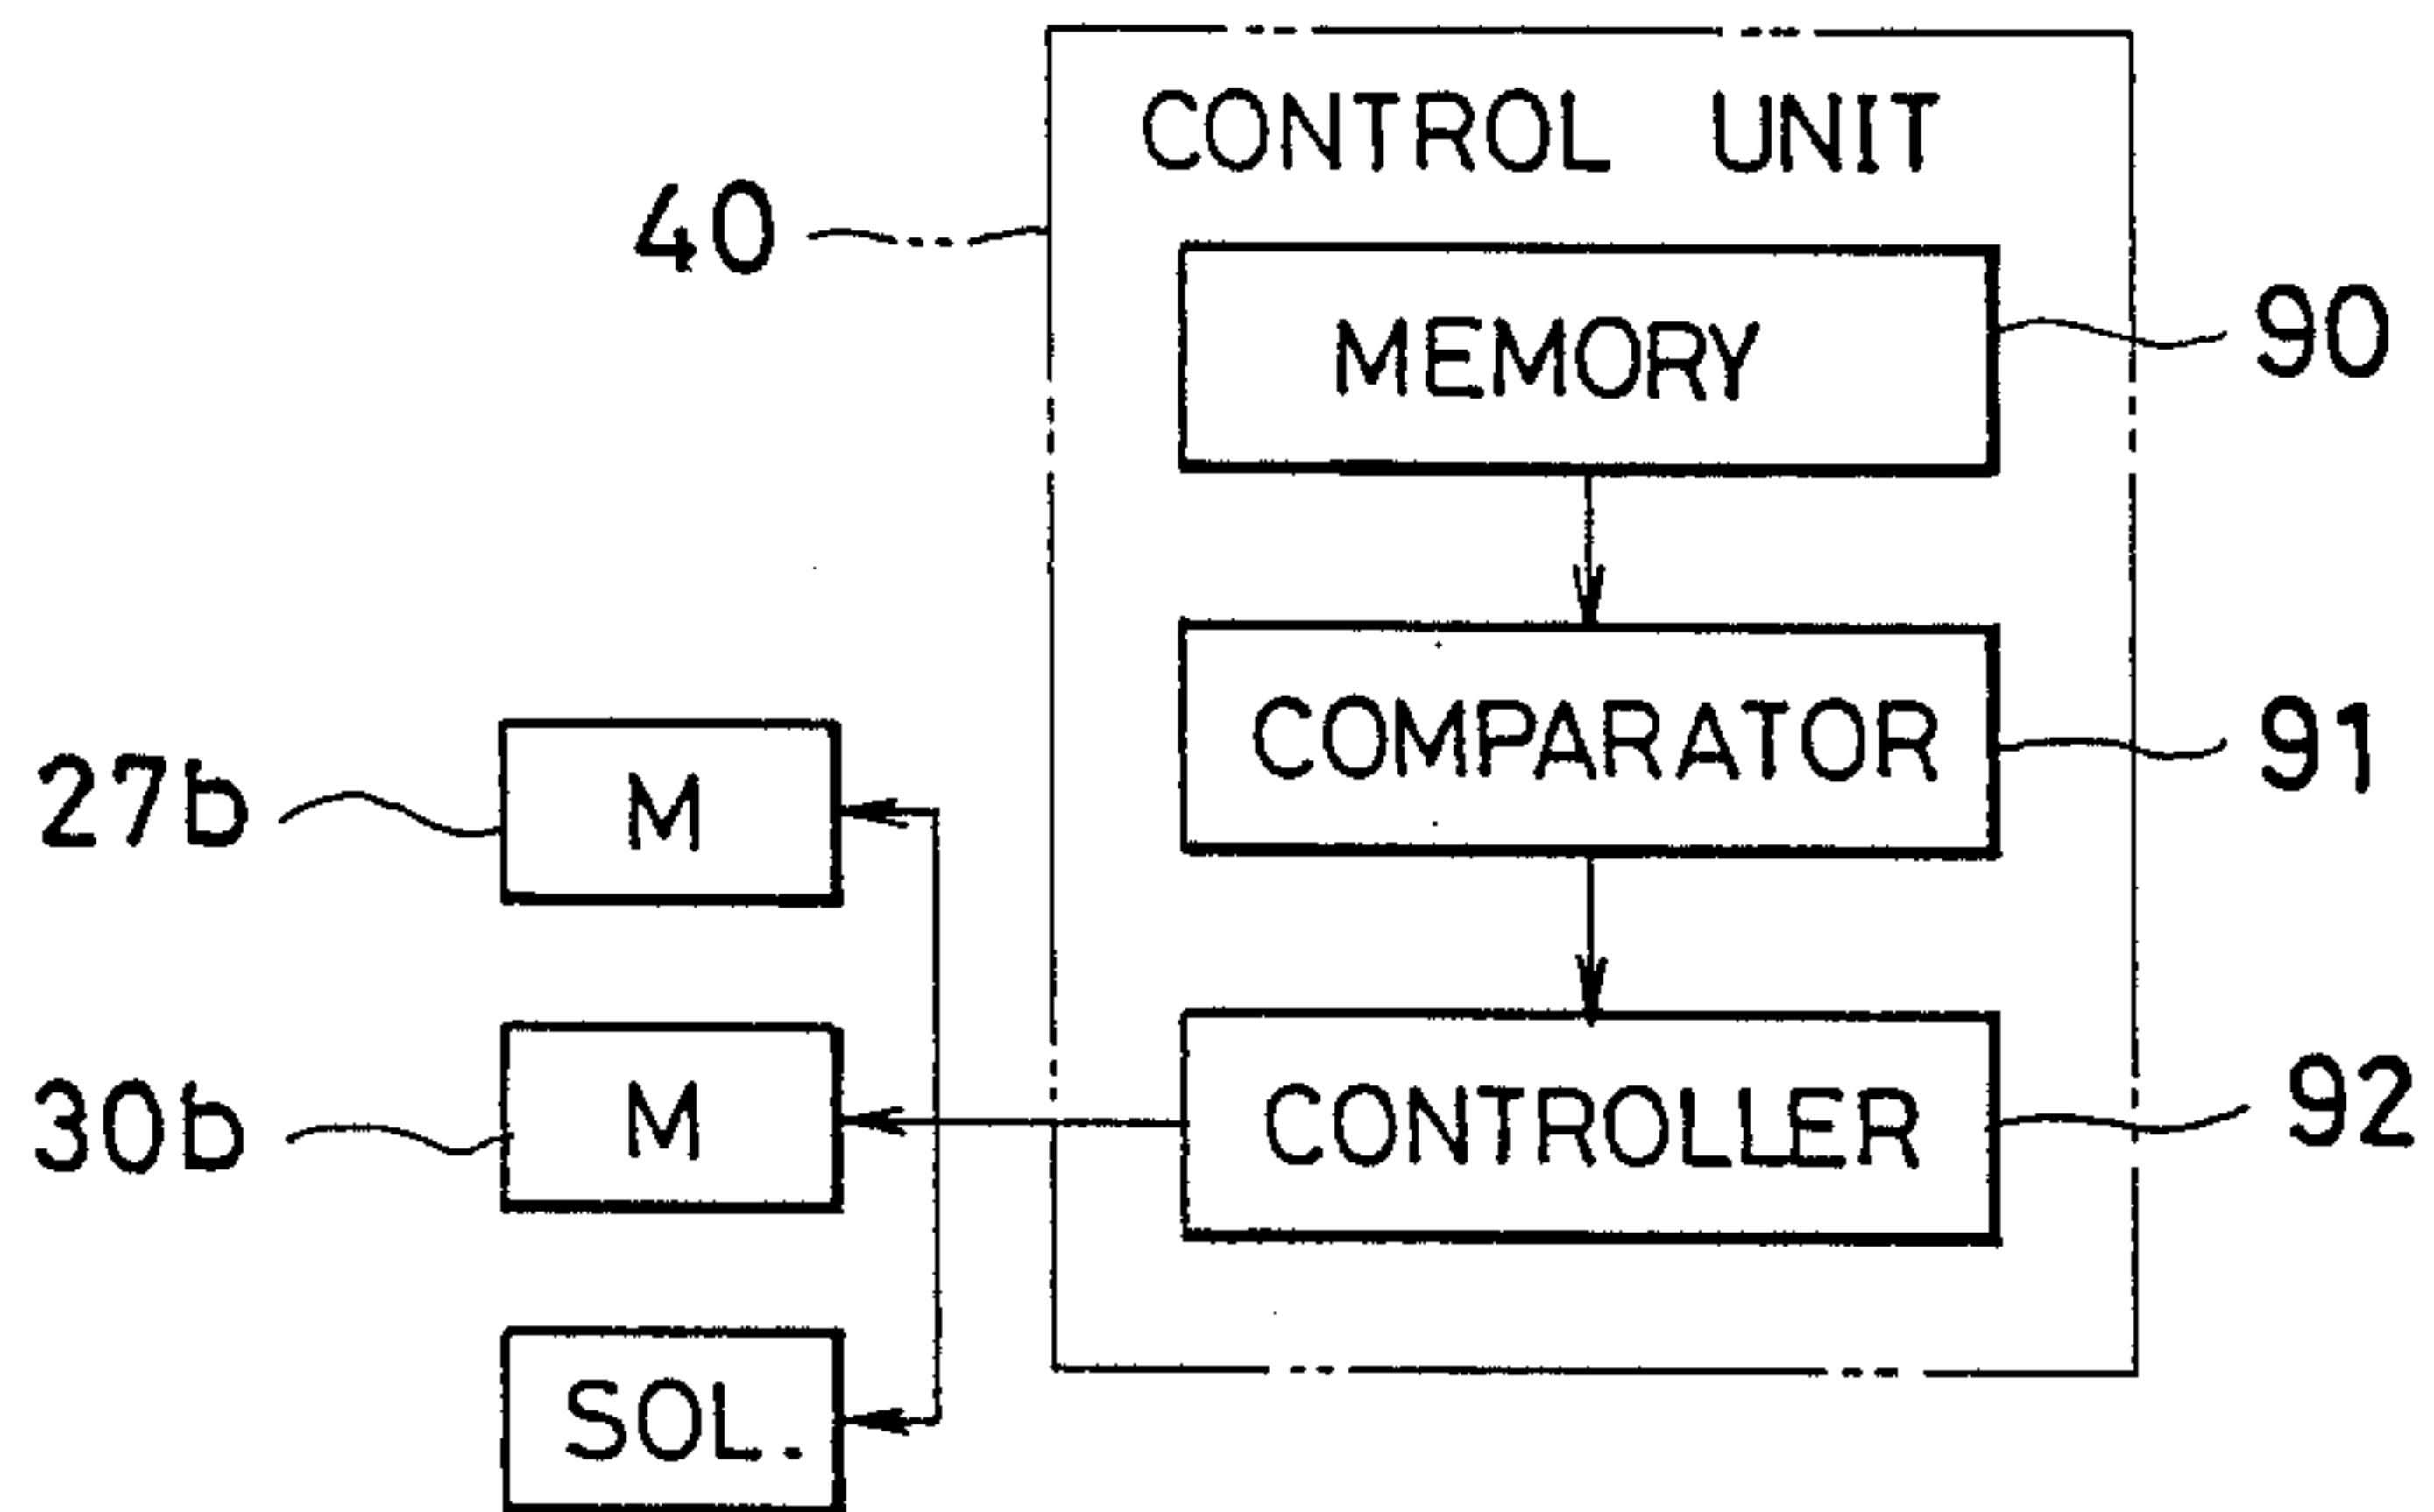 CONTROL UNIT
40
MEMORY
90
COMPARATOR
91
27b
M
CONTROLLER
92
30b
M
SOL.